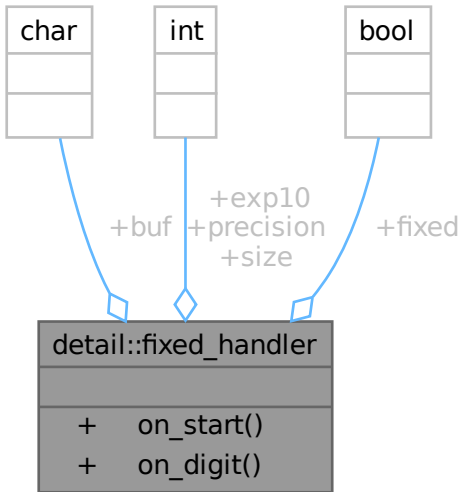 char
int
bool
+exp10
+buf
+precision
+fixed
+size
detail::fixed_handler
+ on_start()
+ on_digit()